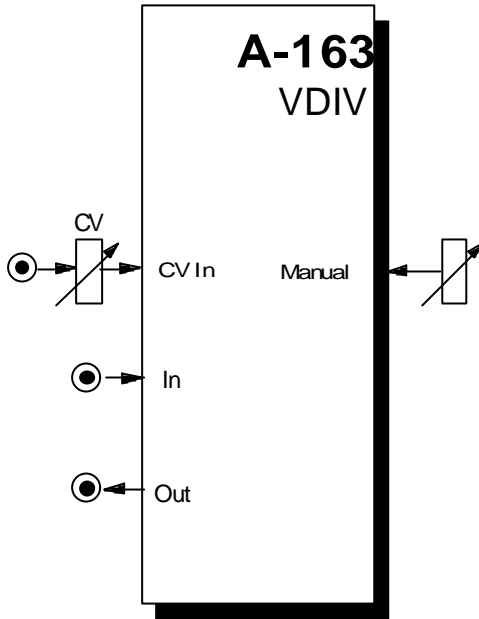 A-163
VDIV
CV
CV In
Manual
In
Out